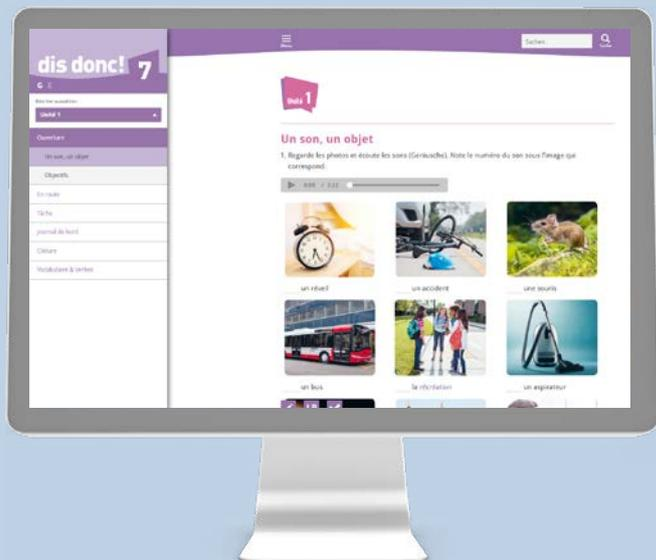 dis donc! 7
G E
Menu
Suchen
Suche
Unité 1
Ouverture
Un son, un objet
Objectifs
En route
Tâche
Journal de bord
Clôture
Vocabulaire & Verbes
Unité 1
Un son, un objet
1. Regarde les photos et écoute les sons (Geräusche). Note le numéro du son sous l'image qui
correspond.
un réveil
un accident
une souris
un bus
la récréation
un aspirateur